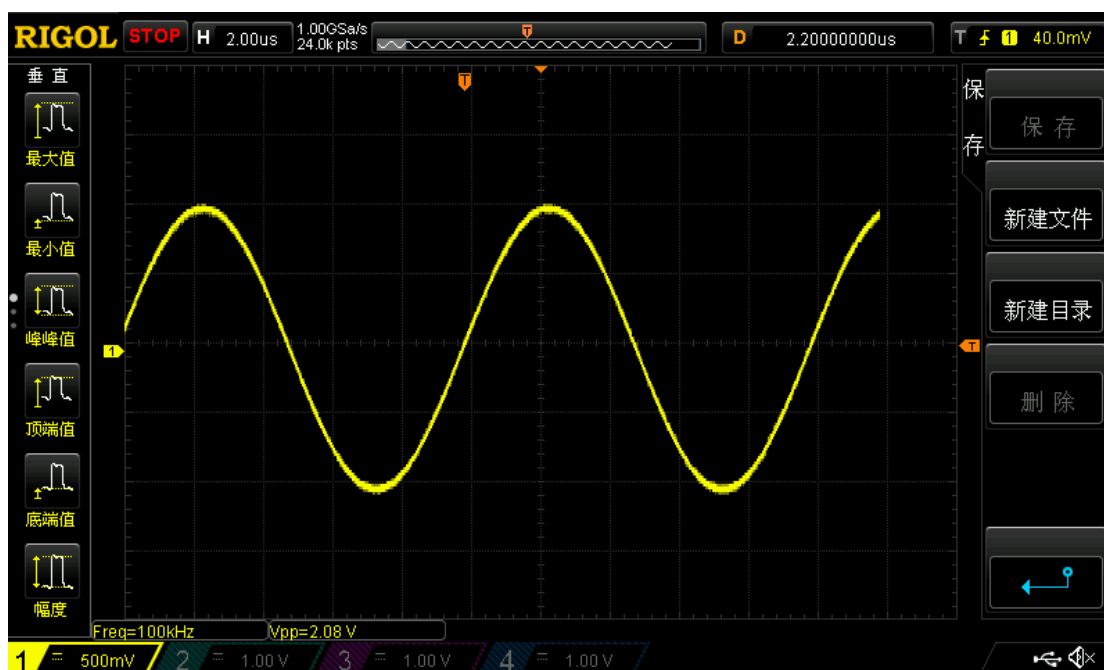 RIGOL STOP H 2.00us 1.00GSa/s 24.0k pts T D 2.20000000us T 1 40.0mV
垂直
最大值
最小值
峰峰值
顶端值
底端值
幅度
T
1
T
保存
保存
新建文件
新建目录
删除
Freq=100kHz Vpp=2.08 V
1 = 500mV 2 = 1.00 V 3 = 1.00 V 4 = 1.00 V